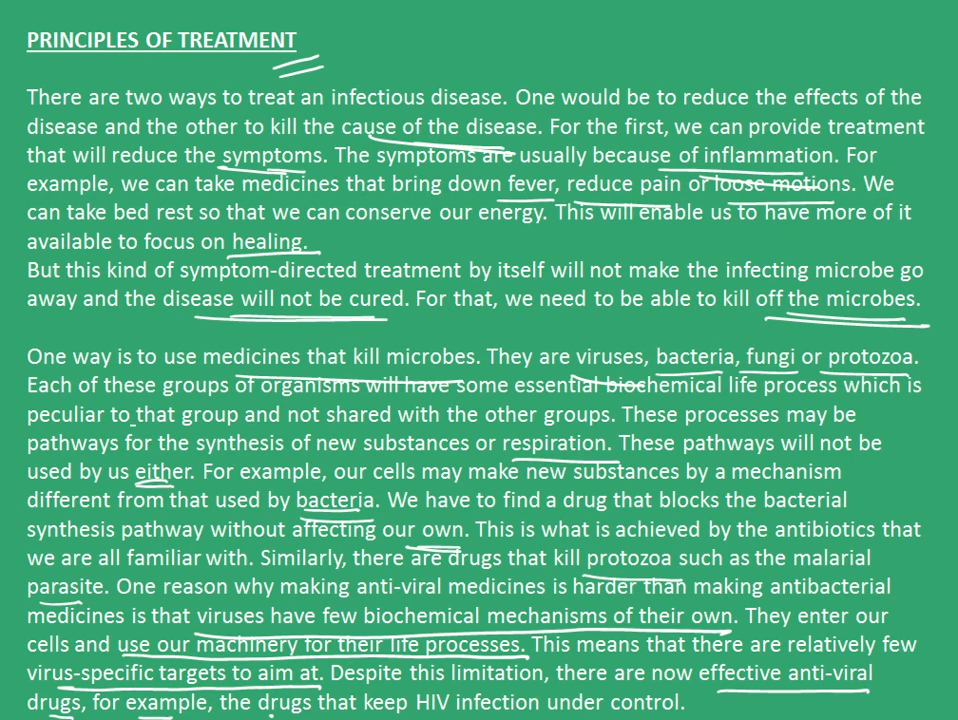 PRINCIPLES OF TREATMENT
There are two ways to treat an infectious disease. One would be to reduce the effects of the
disease and the other to kill the cause of the disease. For the first, we can provide treatment
that will reduce the symptoms. The symptoms are usually because of inflammation. For
example, we can take medicines that bring down fever, reduce pain or loose motions. We
can take bed rest so that we can conserve our energy. This will enable us to have more of it
available to focus on healing.
But this kind of symptom-directed treatment by itself will not make the infecting microbe go
away and the disease will not be cured. For that, we need to be able to kill off the microbes.
One way is to use medicines that kill microbes. They are viruses, bacteria, fungi or protozoa.
Each of these groups of organisms will have some essential biochemical life process which is
peculiar to that group and not shared with the other groups. These processes may be
pathways for the synthesis of new substances or respiration. These pathways will not be
used by us either. For example, our cells may make new substances by a mechanism
different from that used by bacteria. We have to find a drug that blocks the bacterial
synthesis pathway without affecting our own. This is what is achieved by the antibiotics that
we are all familiar with. Similarly, there are drugs that kill protozoa such as the malarial
parasite. One reason why making anti-viral medicines is harder than making antibacterial
medicines is that viruses have few biochemical mechanisms of their own. They enter our
cells and use our machinery for their life processes. This means that there are relatively few
virus-specific targets to aim at. Despite this limitation, there are now effective anti-viral
drugs, for example, the drugs that keep HIV infection under control.